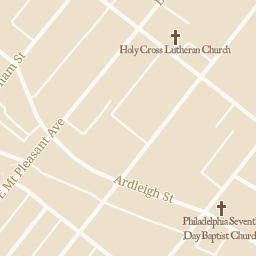 Holy Cross Lutheran Church
ham St
E Mt Pleasant Ave
Ardleigh St
Philadelphia Sevent
Day Baptist Church